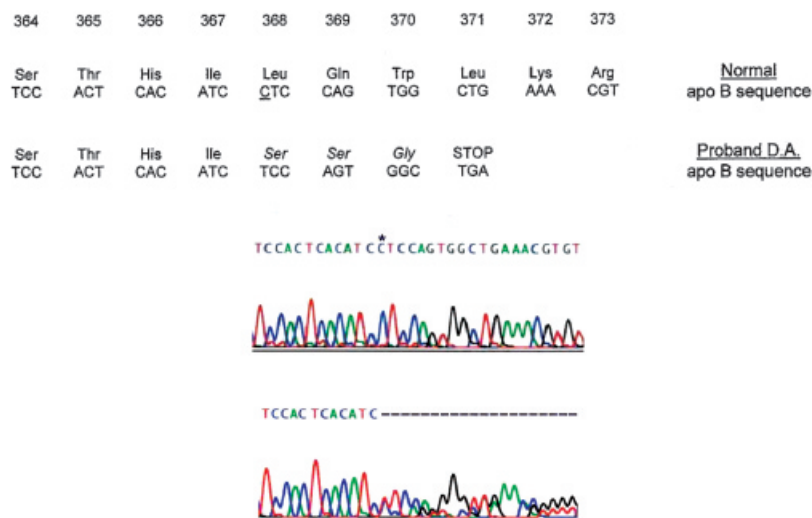 364 365 366 367 368 369 370 371 372 373
Ser Thr His Ile Leu Gln Trp Leu Lys Arg Normal
TCC ACT CAC ATC CTC CAG TGG CTG AAA CGT apo B sequence
Ser Thr His Ile Ser Ser Gly STOP Proband D.A.
TCC ACT CAC ATC TCC AGT GGC TGA apo B sequence
*
TCCACTCACATCCTCCAGTGGCTGAAACGTGT
TCCACTCACATC--------------------